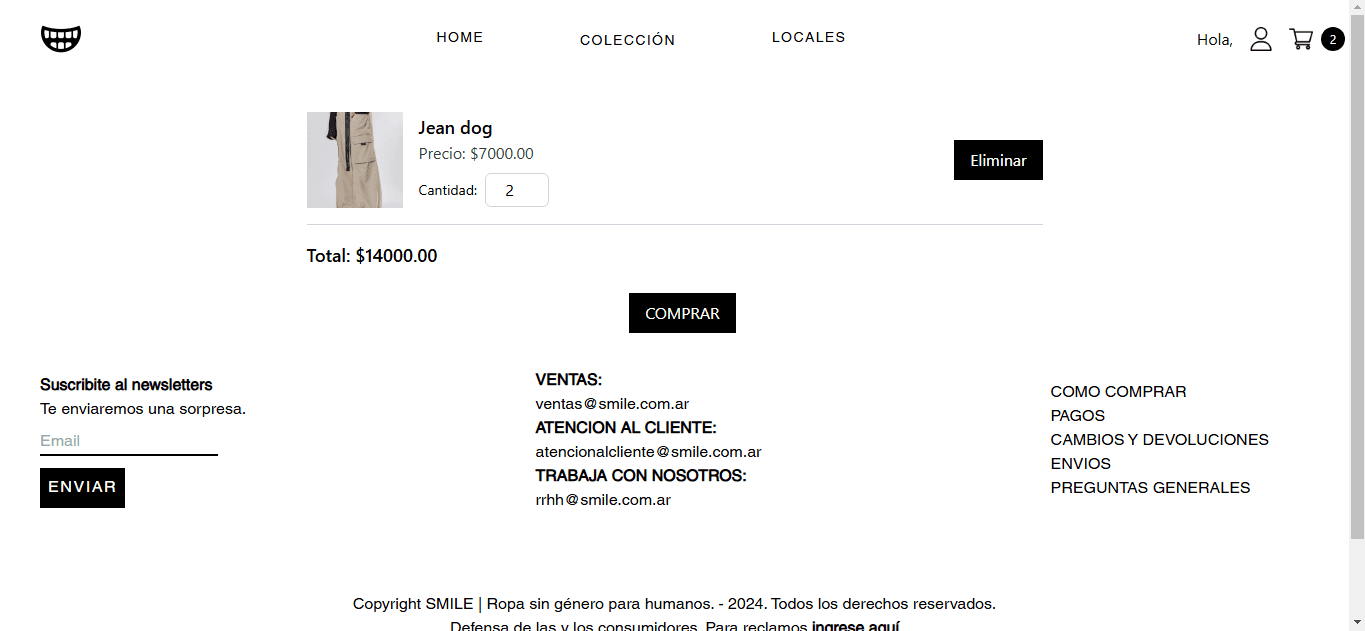 HOME
COLECCIÓN
LOCALES
Hola,
2
Jean dog
Precio: $7000.00
Cantidad: 2
Eliminar
Total: $14000.00
COMPRAR
Suscribite al newsletters
Te enviaremos una sorpresa.
Email
ENVIAR
VENTAS:
ventas@smile.com.ar
ATENCION AL CLIENTE:
atencionalcliente@smile.com.ar
TRABAJA CON NOSOTROS:
rrhh@smile.com.ar
COMO COMPRAR
PAGOS
CAMBIOS Y DEVOLUCIONES
ENVIOS
PREGUNTAS GENERALES
Copyright SMILE | Ropa sin género para humanos. - 2024. Todos los derechos reservados.
Defensa de las y los consumidores. Para reclamos ingrese aquí